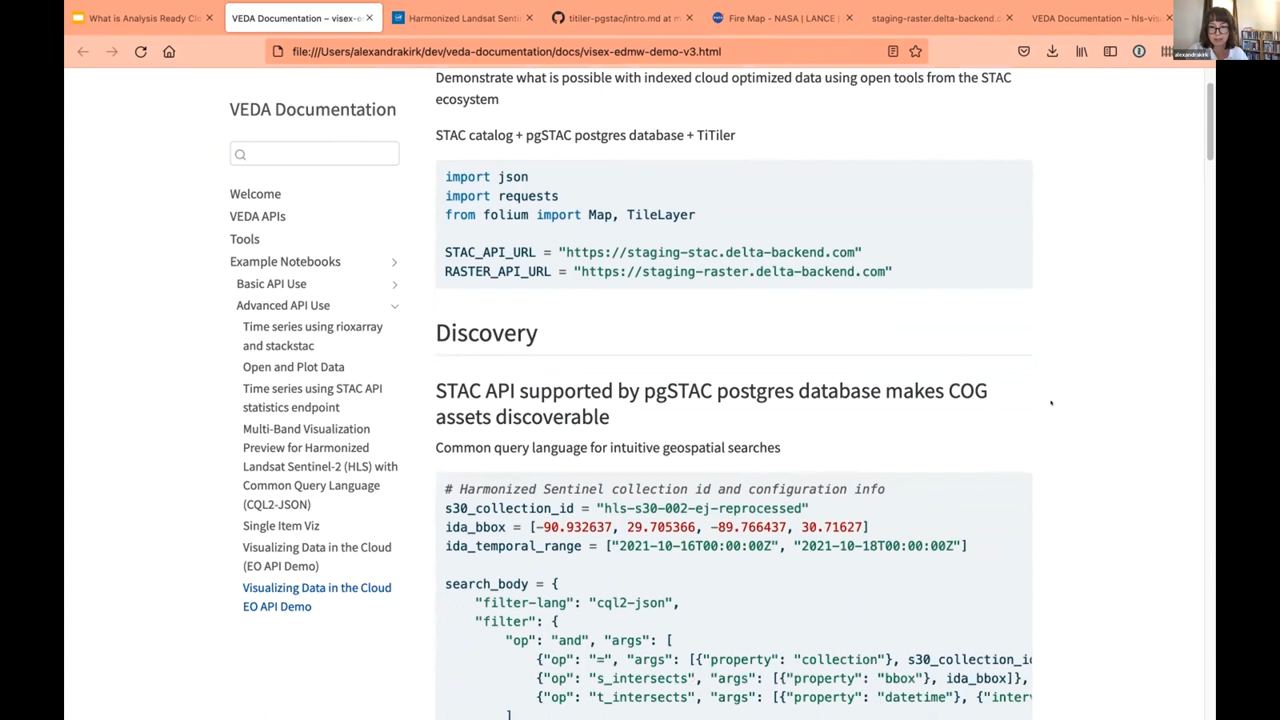 What is Analysis Ready Clo
VEDA Documentation – visex-e
Harmonized Landsat Senti
titiler-pgstac/intro.md at m
Fire Map - NASA | LANCE |
staging-raster.delta-backend.c
VEDA Documentation – hls-vis
file:///Users/alexandrakirk/dev/veda-documentation/docs/visex-edmw-demo-v3.html
alexandrakirk
VEDA Documentation
Welcome
VEDA APIs
Tools
Example Notebooks
Basic API Use
Advanced API Use
Time series using rioxarray
and stackstac
Open and Plot Data
Time series using STAC API
statistics endpoint
Multi-Band Visualization
Preview for Harmonized
Landsat Sentinel-2 (HLS) with
Common Query Language
(CQL2-JSON)
Single Item Viz
Visualizing Data in the Cloud
(EO API Demo)
Visualizing Data in the Cloud
EO API Demo
Demonstrate what is possible with indexed cloud optimized data using open tools from the STAC
ecosystem
STAC catalog + pgSTAC postgres database + TiTiler
import json
import requests
from folium import Map, TileLayer
STAC_API_URL = "https://staging-stac.delta-backend.com"
RASTER_API_URL = "https://staging-raster.delta-backend.com"
Discovery
STAC API supported by pgSTAC postgres database makes COG
assets discoverable
Common query language for intuitive geospatial searches
# Harmonized Sentinel collection id and configuration info
s30_collection_id = "hls-s30-002-ej-reprocessed"
ida_bbox = [-90.932637, 29.705366, -89.766437, 30.71627]
ida_temporal_range = ["2021-10-16T00:00:00Z", "2021-10-18T00:00:00Z"]
search_body = {
"filter-lang": "cql2-json",
"filter": {
"op": "and", "args": [
{"op": "=", "args": [{"property": "collection"}, s30_collection_id
{"op": "s_intersects", "args": [{"property": "bbox"}, ida_bbox]},
{"op": "t_intersects", "args": [{"property": "datetime"}, {"inter
]